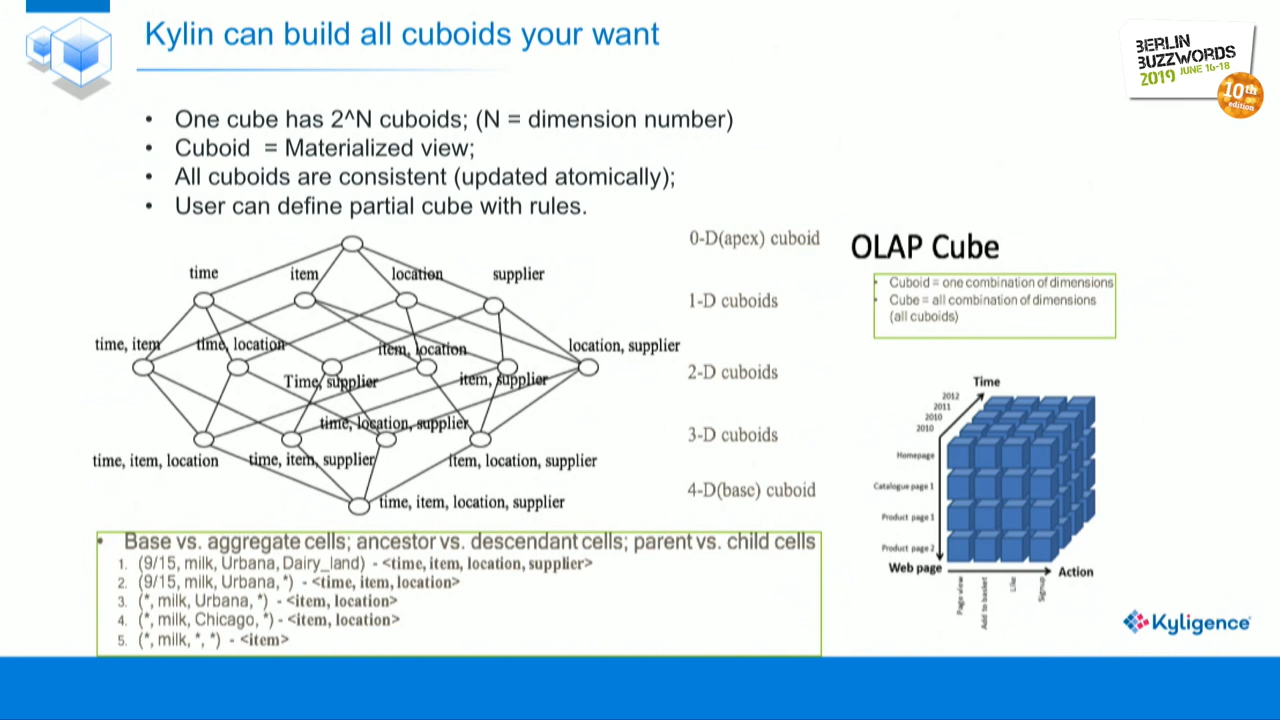 Kylin can build all cuboids your want
BERLIN
BUZZWORDS
2019 JUNE 16-18
10th
edition
• One cube has 2^N cuboids; (N = dimension number)
• Cuboid = Materialized view;
• All cuboids are consistent (updated atomically);
• User can define partial cube with rules.
0-D(apex) cuboid
time
item
location
supplier
1-D cuboids
time, item
time, location
item, location
location, supplier
Time, supplier
item, supplier
2-D cuboids
time, location, supplier
3-D cuboids
time, item, location
time, item, supplier
item, location, supplier
4-D(base) cuboid
time, item, location, supplier
OLAP Cube
• Cuboid = one combination of dimensions
• Cube = all combination of dimensions
(all cuboids)
Time
2012
2011
2010
2010
Homepage
Catalogue page 1
Product page 1
Product page 2
Web page
Action
Page view
Add to basket
Like
Signup
• Base vs. aggregate cells; ancestor vs. descendant cells; parent vs. child cells
1. (9/15, milk, Urbana, Dairy_land) - <time, item, location, supplier>
2. (9/15, milk, Urbana, *) - <time, item, location>
3. (*, milk, Urbana, *) - <item, location>
4. (*, milk, Chicago, *) - <item, location>
5. (*, milk, *, *) - <item>
Kyligence